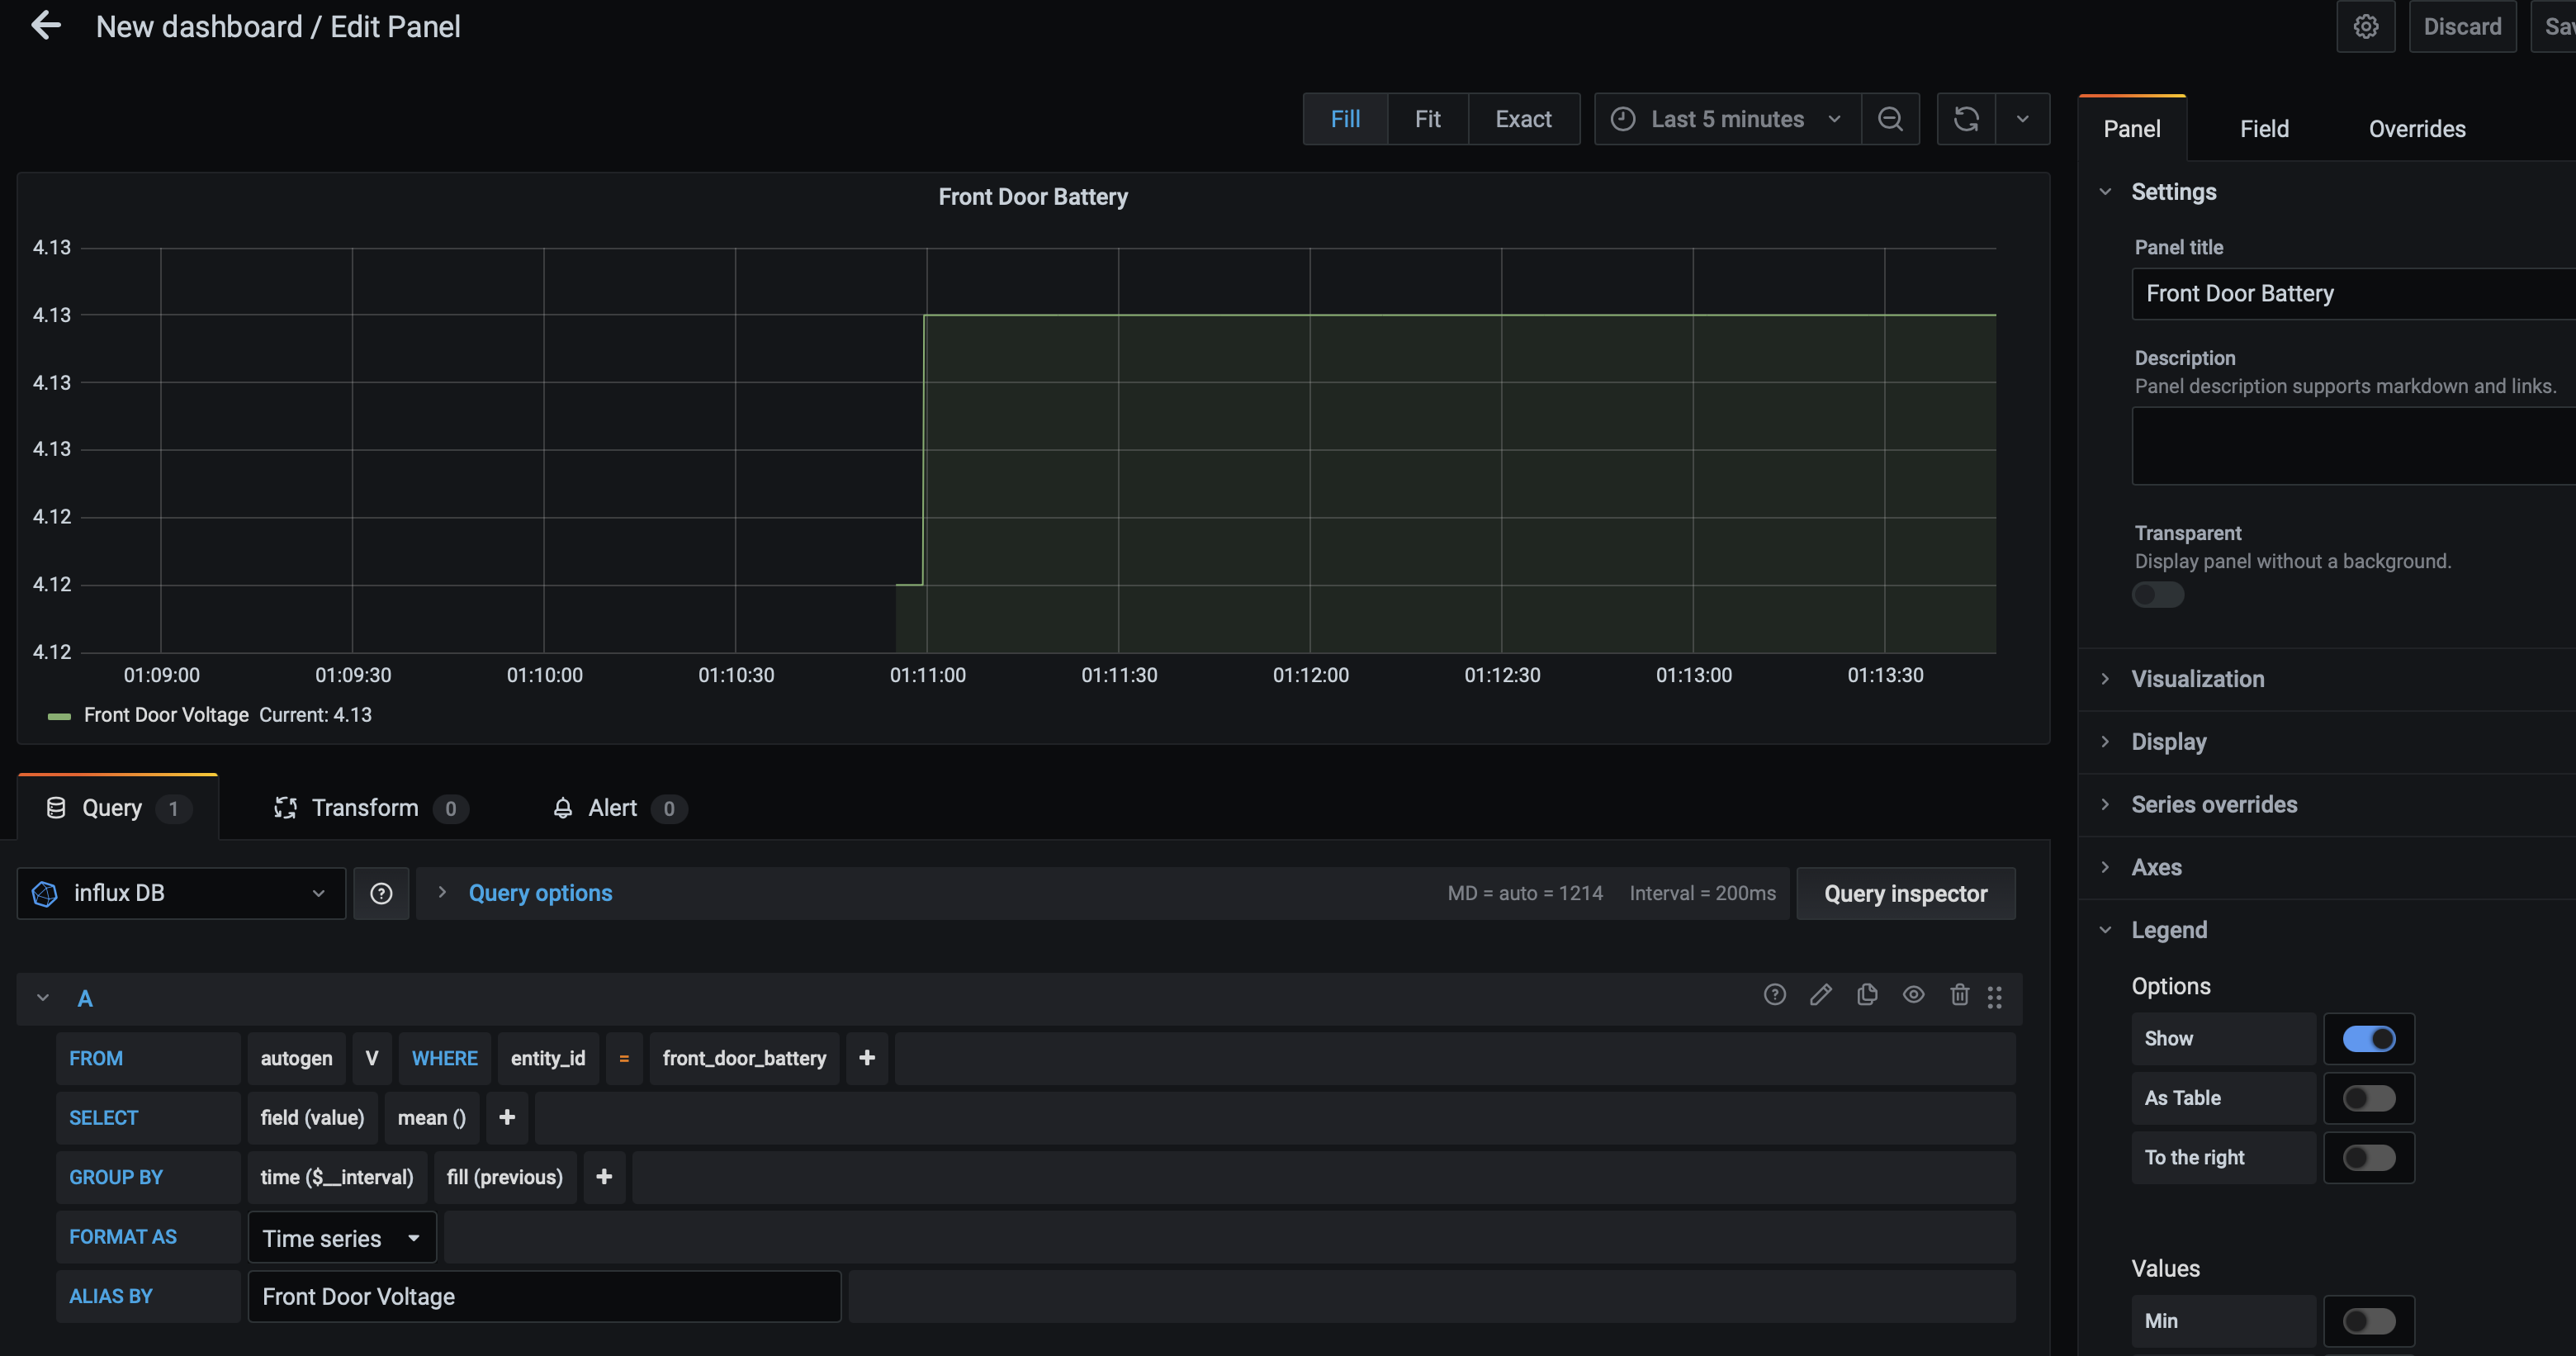 New dashboard / Edit Panel
Discard
Sav
Fill Fit Exact Last 5 minutes
Panel Field Overrides
Front Door Battery
4.13
4.13
4.13
4.13
4.12
4.12
4.12
01:09:00 01:09:30 01:10:00 01:10:30 01:11:00 01:11:30 01:12:00 01:12:30 01:13:00 01:13:30
Front Door Voltage Current: 4.13
Query 1 Transform 0 Alert 0
influx DB ? Query options MD = auto = 1214 Interval = 200ms Query inspector
A
FROM autogen V WHERE entity_id = front_door_battery +
SELECT field (value) mean () +
GROUP BY time ($__interval) fill (previous) +
FORMAT AS Time series
ALIAS BY Front Door Voltage
Settings
Panel title
Front Door Battery
Description
Panel description supports markdown and links.
Transparent
Display panel without a background.
Visualization
Display
Series overrides
Axes
Legend
Options
Show
As Table
To the right
Values
Min